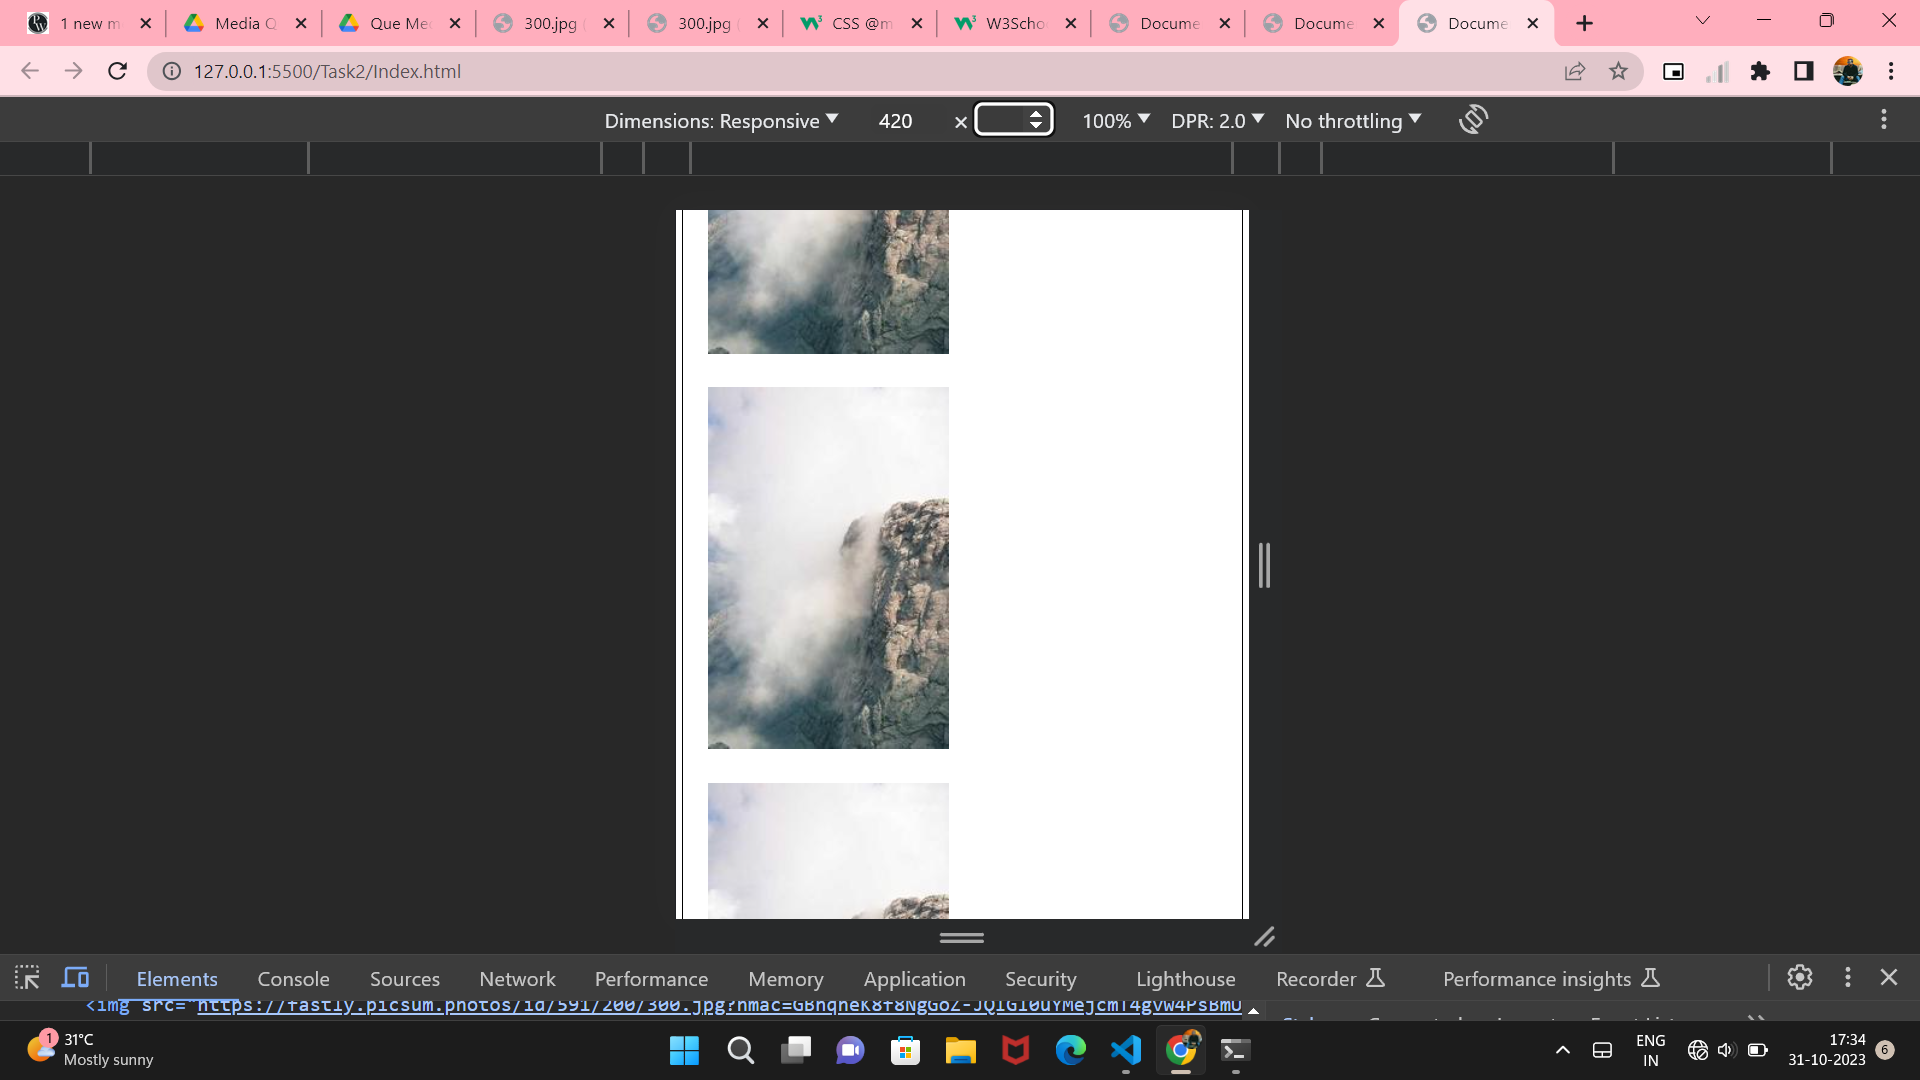 1 new m
Media Q
Que Me
300.jpg
300.jpg
CSS @m
W3Scho
Docume
Docume
Docume
127.0.0.1:5500/Task2/Index.html
Dimensions: Responsive 420 × 100% DPR: 2.0 No throttling
Elements Console Sources Network Performance Memory Application Security Lighthouse Recorder Performance insights
<img src="https://fastly.picsum.photos/id/591/200/300.jpg?hmac=
1
31°C
Mostly sunny
ENG
IN
17:34
31-10-2023
6